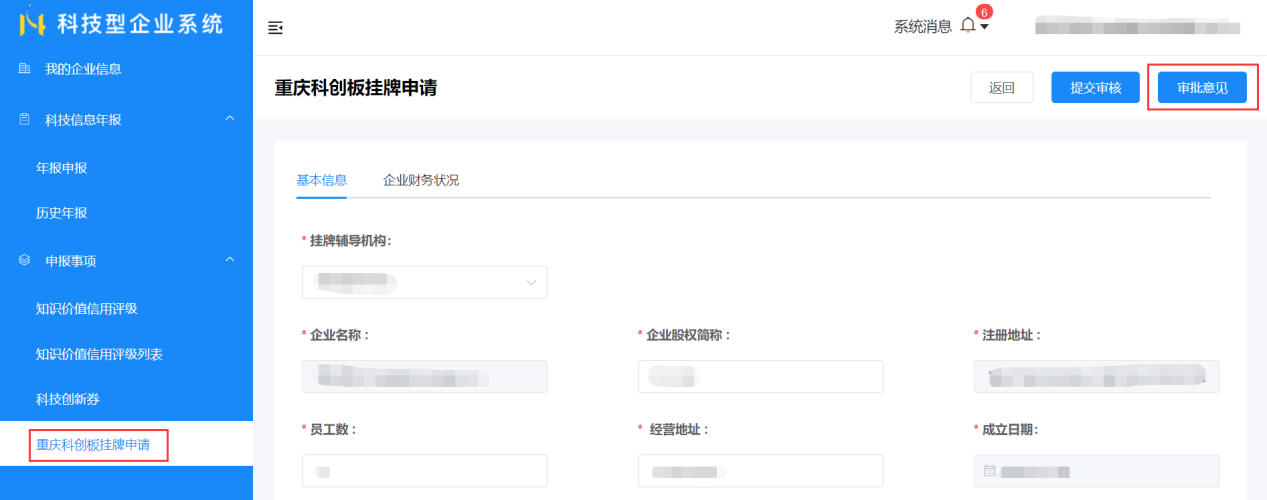 科技型企业系统
系统消息 6
我的企业信息
科技信息年报
年报申报
历史年报
申报事项
知识价值信用评级
知识价值信用评级列表
科技创新券
重庆科创板挂牌申请
重庆科创板挂牌申请
返回 提交审核 审批意见
基本信息 企业财务状况
* 挂牌辅导机构：
* 企业名称： * 企业股权简称： * 注册地址：
* 员工数： * 经营地址： * 成立日期：